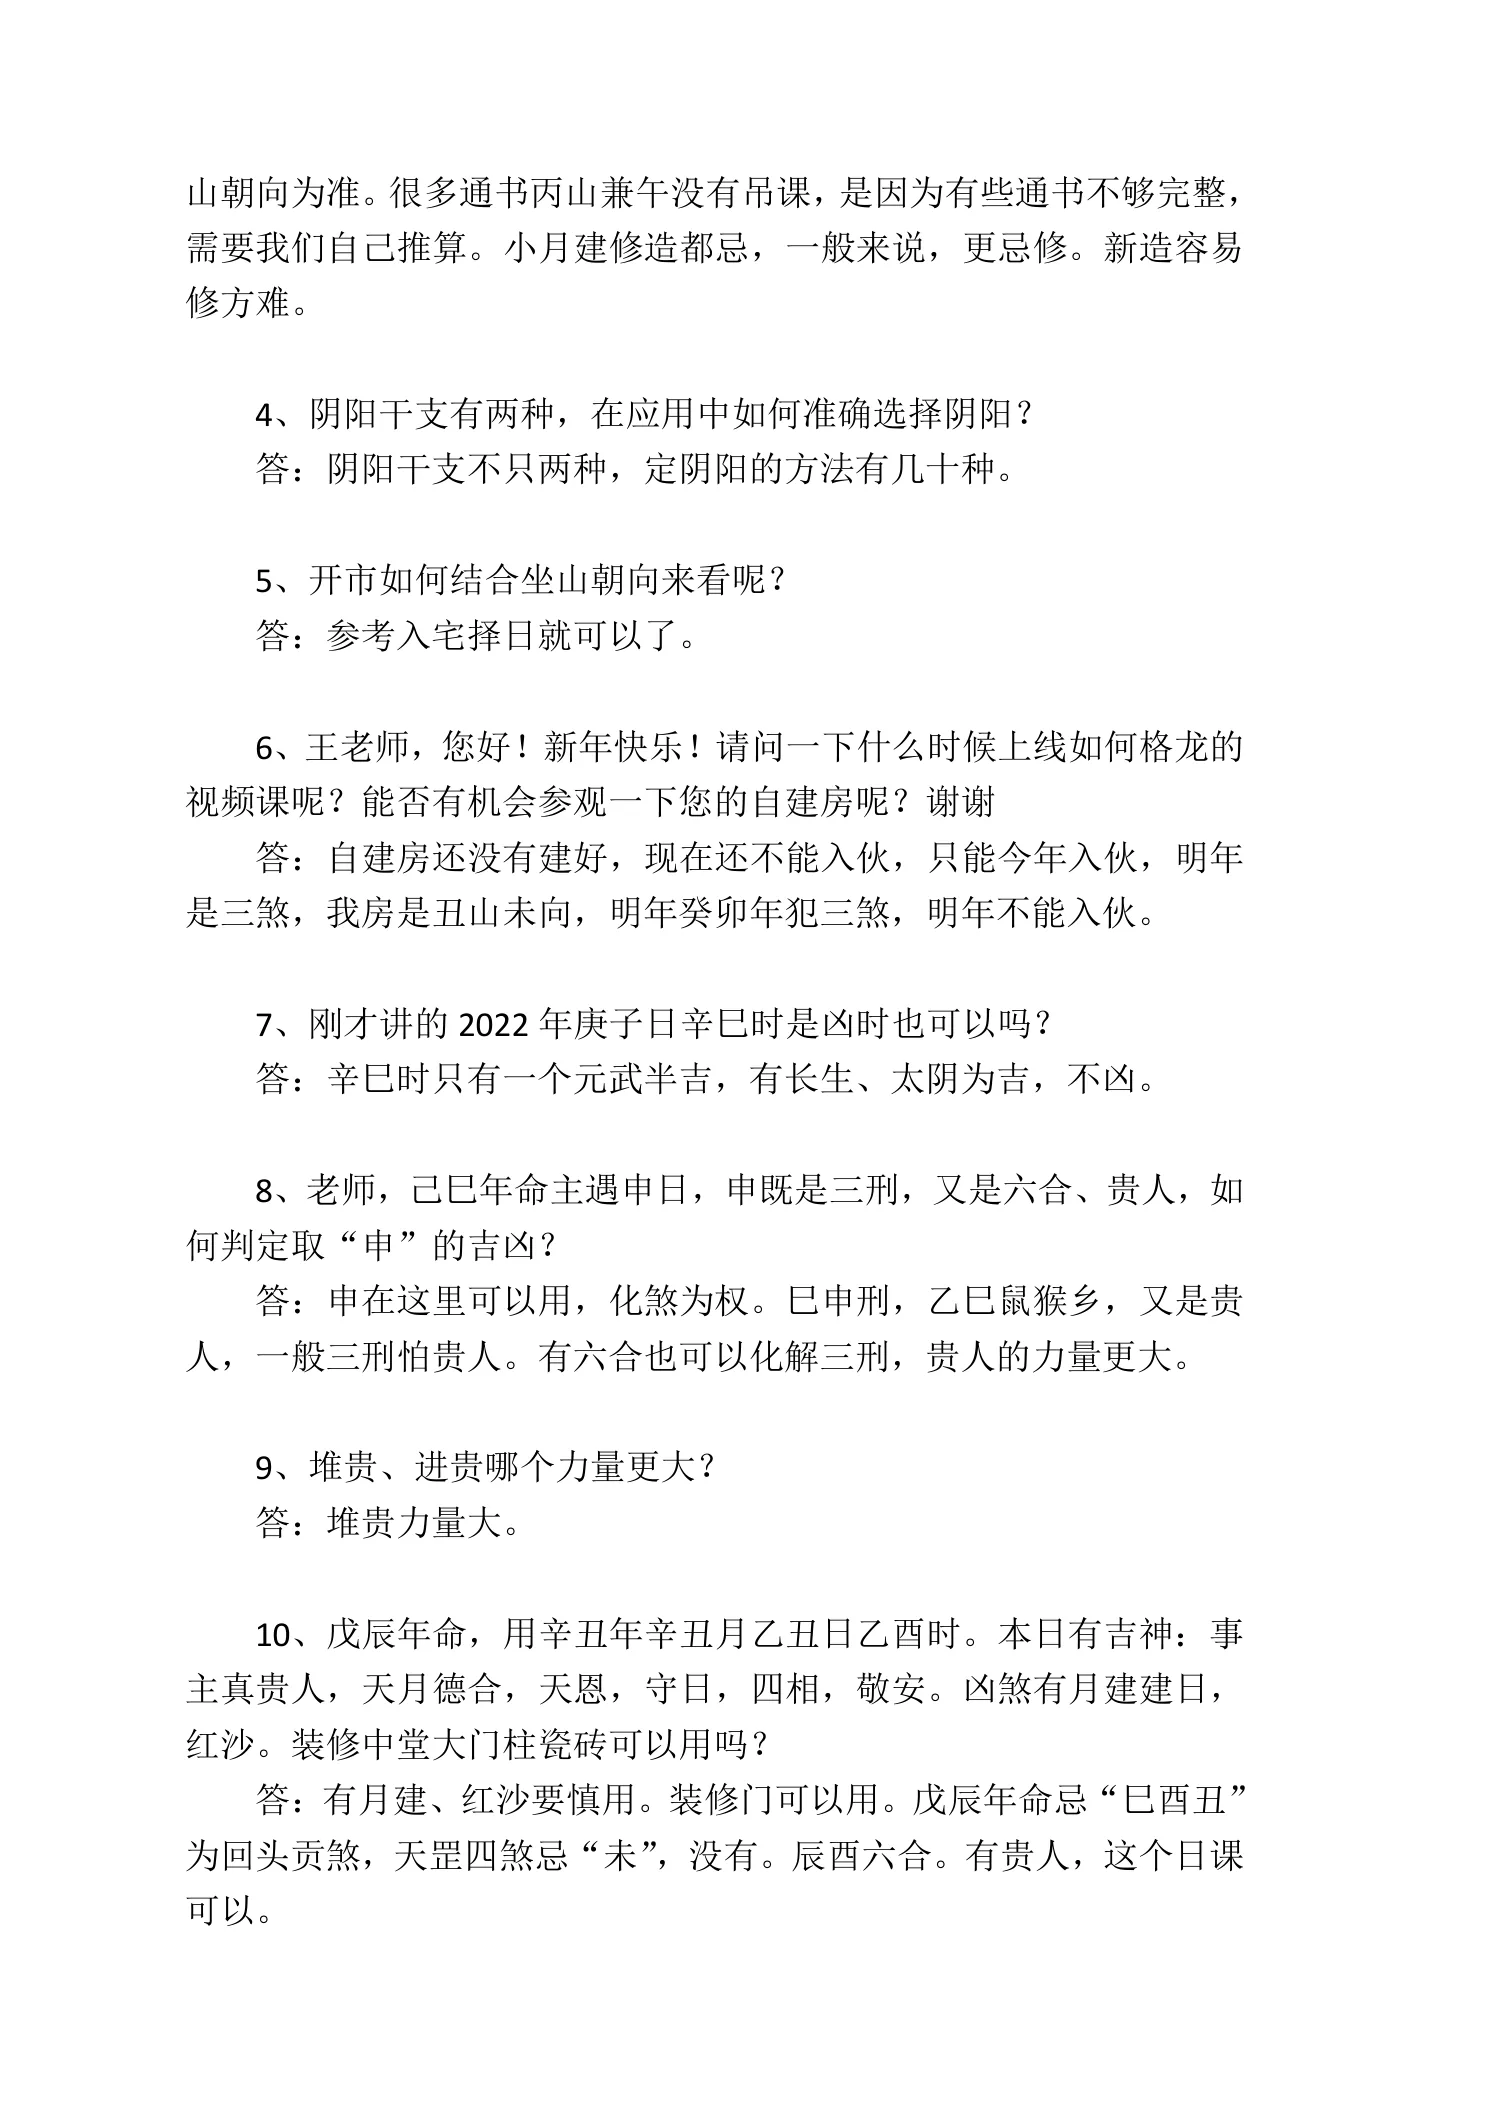 山朝向为准。很多通书丙山兼午没有吊课，是因为有些通书不够完整，
需要我们自己推算。小月建修造都忌，一般来说，更忌修。新造容易
修方难。
4、阴阳干支有两种，在应用中如何准确选择阴阳？
答：阴阳干支不只两种，定阴阳的方法有几十种。
5、开市如何结合坐山朝向来看呢？
答：参考入宅择日就可以了。
6、王老师，您好！新年快乐！请问一下什么时候上线如何格龙的
视频课呢？能否有机会参观一下您的自建房呢？谢谢
答：自建房还没有建好，现在还不能入伙，只能今年入伙，明年
是三煞，我房是丑山未向，明年癸卯年犯三煞，明年不能入伙。
7、刚才讲的 2022 年庚子日辛巳时是凶时也可以吗？
答：辛巳时只有一个元武半吉，有长生、太阴为吉，不凶。
8、老师，己巳年命主遇申日，申既是三刑，又是六合、贵人，如
何判定取“申”的吉凶？
答：申在这里可以用，化煞为权。巳申刑，乙巳鼠猴乡，又是贵
人，一般三刑怕贵人。有六合也可以化解三刑，贵人的力量更大。
9、堆贵、进贵哪个力量更大？
答：堆贵力量大。
10、戊辰年命，用辛丑年辛丑月乙丑日乙酉时。本日有吉神：事
主真贵人，天月德合，天恩，守日，四相，敬安。凶煞有月建建日，
红沙。装修中堂大门柱瓷砖可以用吗？
答：有月建、红沙要慎用。装修门可以用。戊辰年命忌“巳酉丑”
为回头贡煞，天罡四煞忌“未”，没有。辰酉六合。有贵人，这个日课
可以。